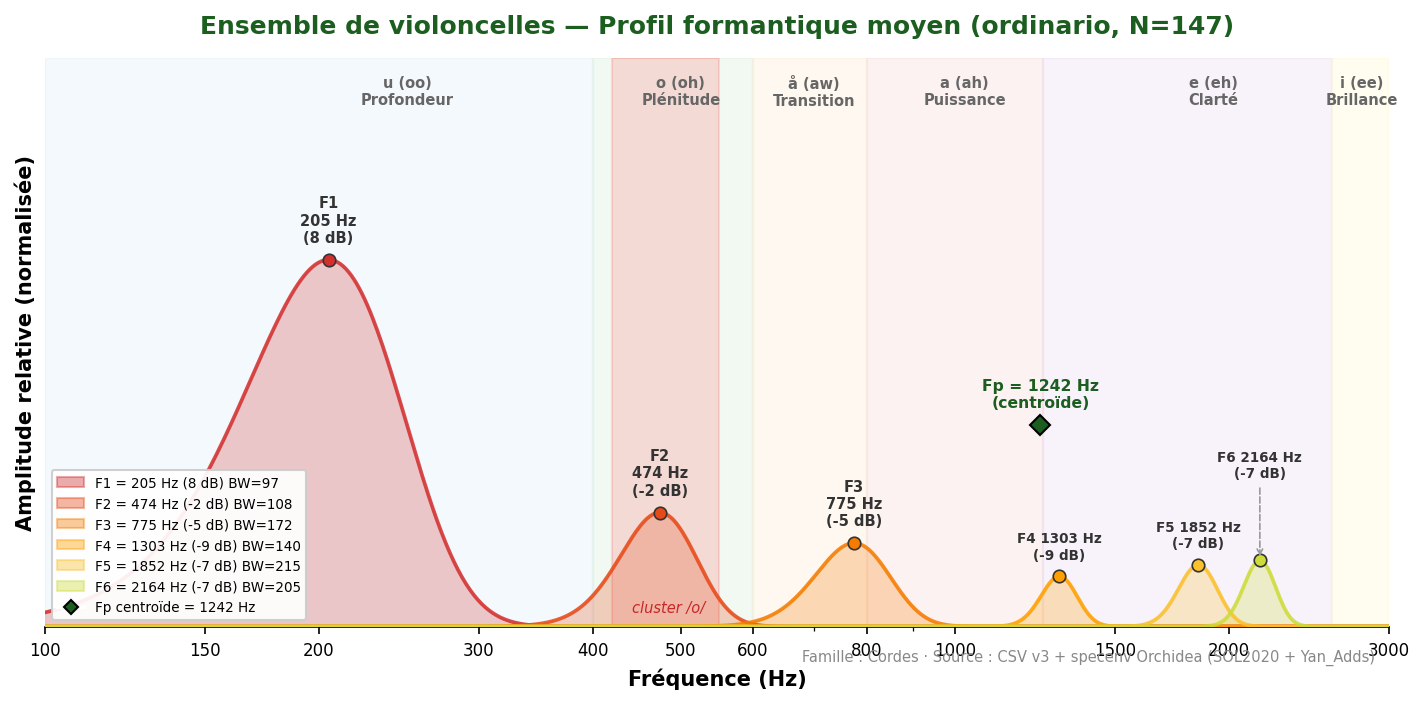 Ensemble de violoncelles — Profil formantique moyen (ordinario, N=147)
u (oo)
Profondeur
o (oh)
Plénitude
å (aw)
Transition
a (ah)
Puissance
e (eh)
Clarté
i (ee)
Brillance
Amplitude relative (normalisée)
F1
205 Hz
(8 dB)
F2
474 Hz
(-2 dB)
F3
775 Hz
(-5 dB)
Fp = 1242 Hz
(centroïde)
F4 1303 Hz
(-9 dB)
F5 1852 Hz
(-7 dB)
F6 2164 Hz
(-7 dB)
cluster /o/
F1 = 205 Hz (8 dB) BW=97
F2 = 474 Hz (-2 dB) BW=108
F3 = 775 Hz (-5 dB) BW=172
F4 = 1303 Hz (-9 dB) BW=140
F5 = 1852 Hz (-7 dB) BW=215
F6 = 2164 Hz (-7 dB) BW=205
Fp centroïde = 1242 Hz
100 150 200 300 400 500 600 800 1000 1500 2000 3000
Famille : Cordes · Source : CSV v3 + specenv Orchidea (SOL2020 + Yan_Adds)
Fréquence (Hz)